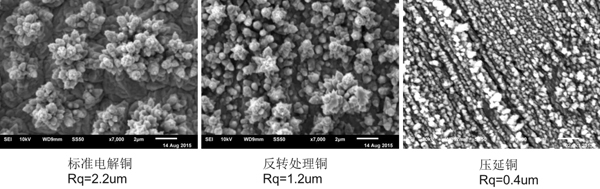 SEI 10kV WD9mm SS50 x7,000 2μm
14 Aug 2015
SEI 10kV WD9mm SS50 x7,000 2μm
14 Aug 2015
标准电解铜
Rq=2.2um
反转处理铜
Rq=1.2um
压延铜
Rq=0.4um